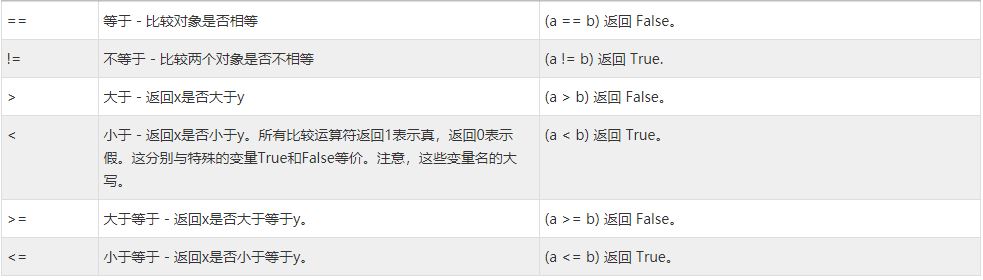 == 等于 - 比较对象是否相等 (a == b) 返回 False。
!= 不等于 - 比较两个对象是否不相等 (a != b) 返回 True.
> 大于 - 返回x是否大于y (a > b) 返回 False。
< 小于 - 返回x是否小于y。所有比较运算符返回1表示真，返回0表示 (a < b) 返回 True。
假。这分别与特殊的变量True和False等价。注意，这些变量名的大
写。
>= 大于等于 - 返回x是否大于等于y。 (a >= b) 返回 False。
<= 小于等于 - 返回x是否小于等于y。 (a <= b) 返回 True。